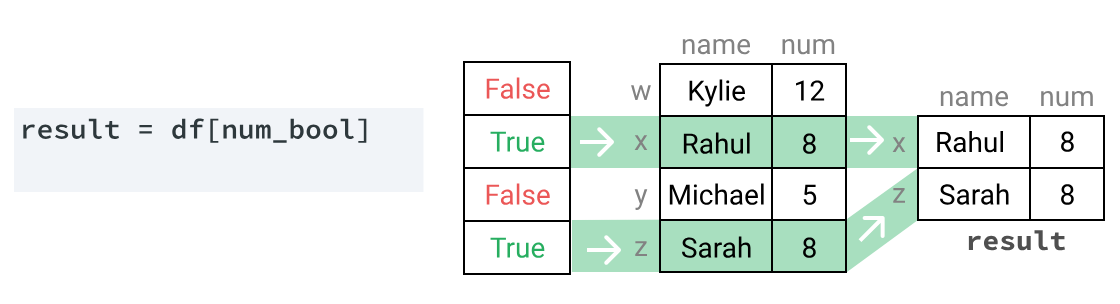 result = df[num_bool]
False
True
False
True
name num
w Kylie 12
x Rahul 8
y Michael 5
z Sarah 8
name num
x Rahul 8
z Sarah 8
result